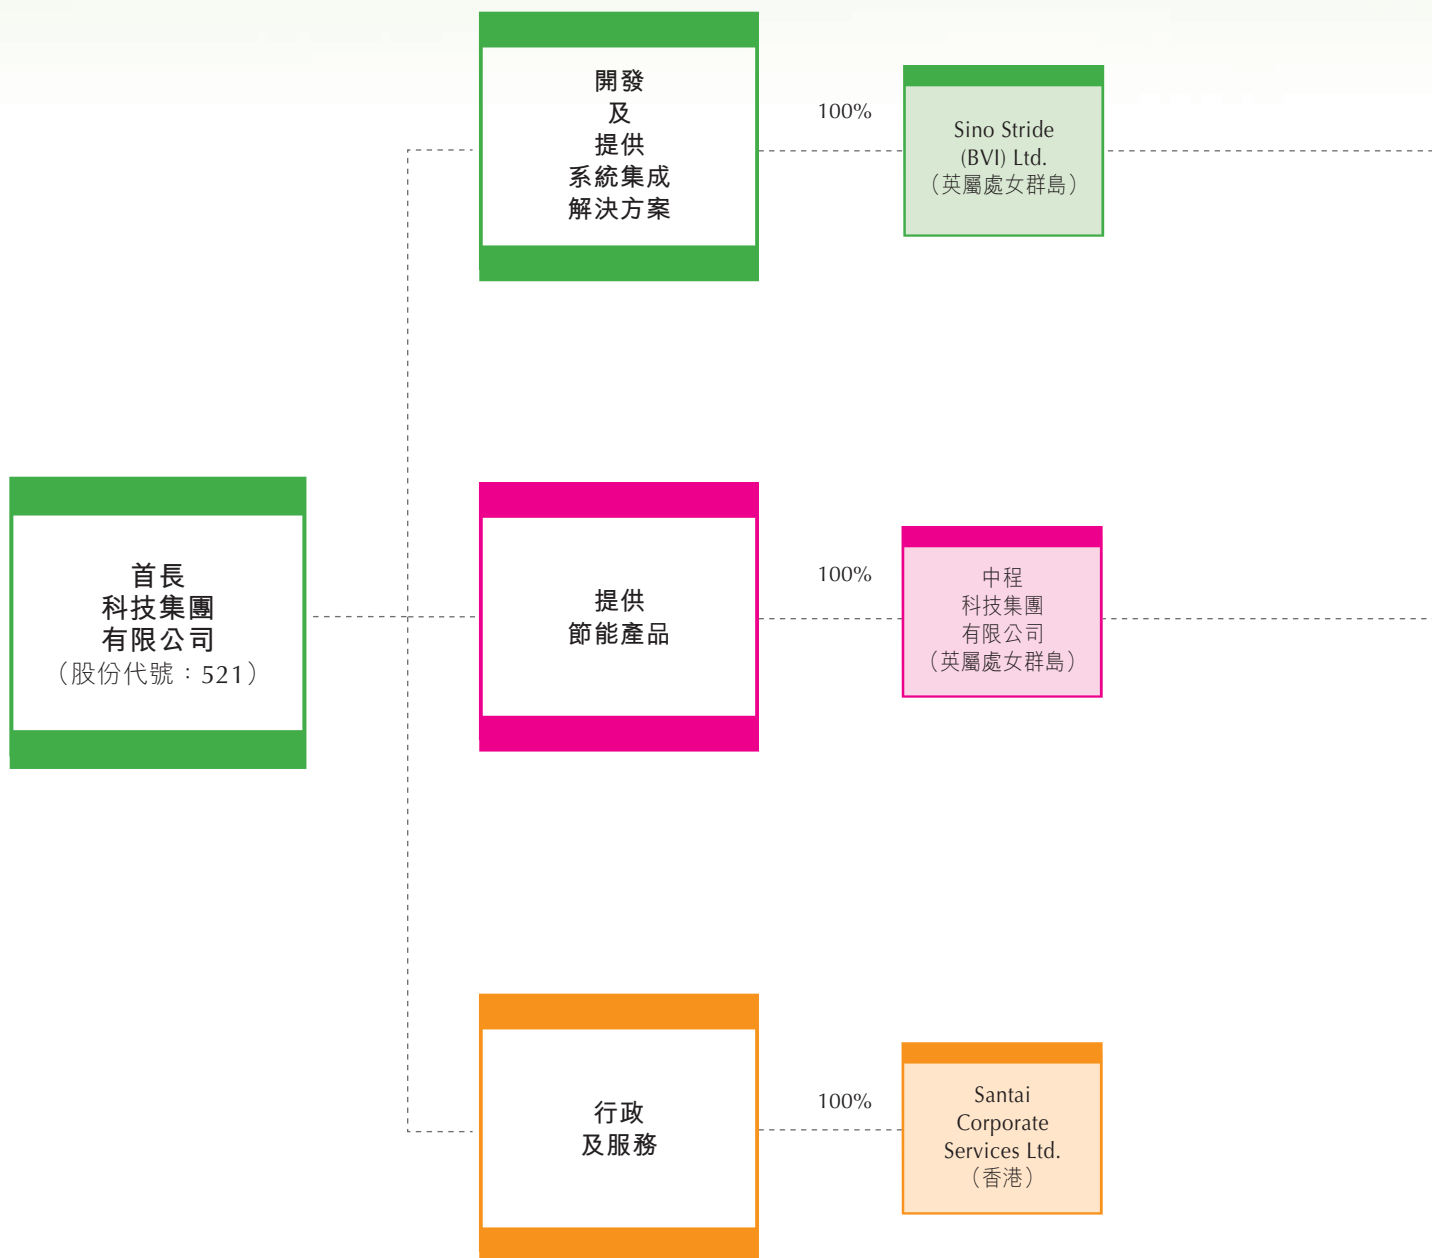 首長
科技集團
有限公司
（股份代號：521）
開發
及
提供
系統集成
解決方案
100%
Sino Stride
(BVI) Ltd.
（英屬處女群島）
提供
節能產品
100%
中程
科技集團
有限公司
（英屬處女群島）
行政
及服務
100%
Santai
Corporate
Services Ltd.
（香港）